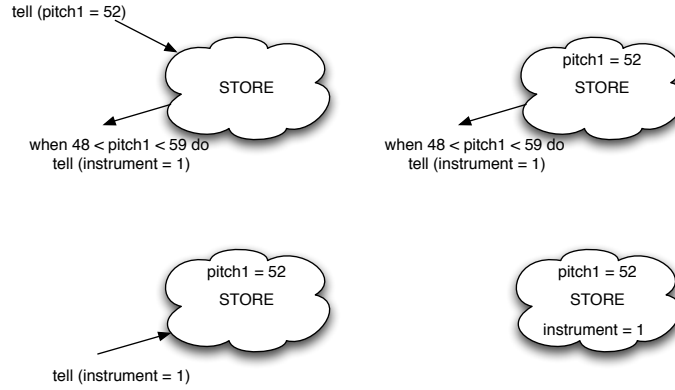 tell (pitch1 = 52)
STORE
when 48 < pitch1 < 59 do
tell (instrument = 1)
pitch1 = 52
STORE
when 48 < pitch1 < 59 do
tell (instrument = 1)
pitch1 = 52
STORE
tell (instrument = 1)
pitch1 = 52
STORE
instrument = 1